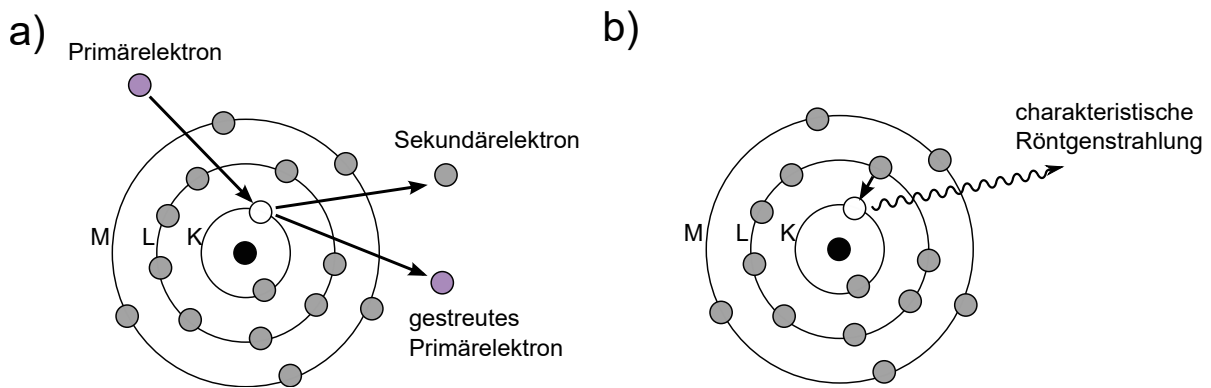 a)
Primärelektron
Sekundärelektron
M
L
K
gestreutes
Primärelektron
b)
charakteristische
Röntgenstrahlung
M
L
K